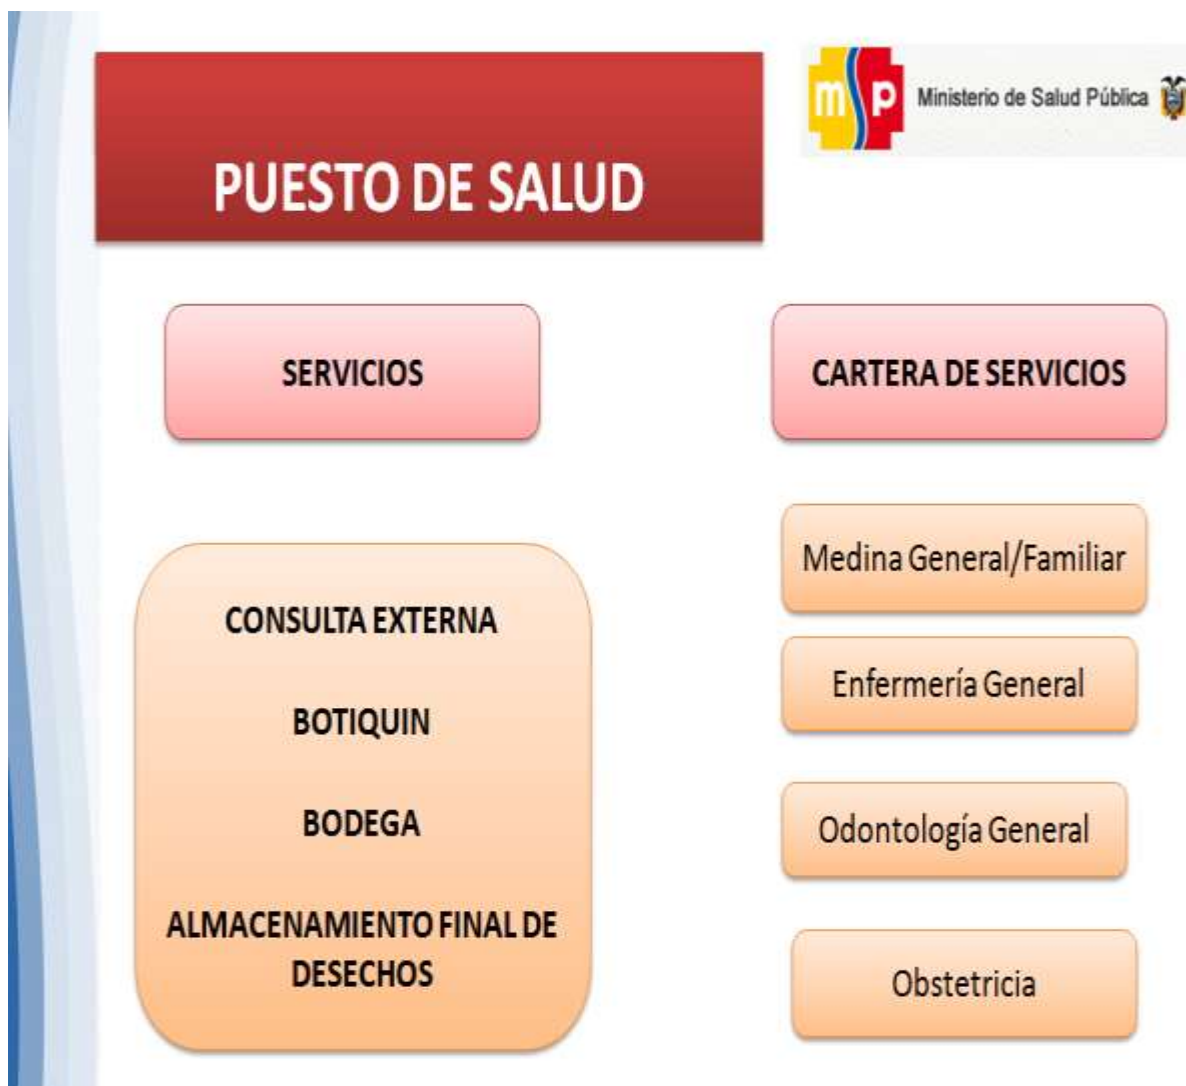 PUESTO DE SALUD
msp
Ministerio de Salud Pública
SERVICIOS
CONSULTA EXTERNA
BOTIQUIN
BODEGA
ALMACENAMIENTO FINAL DE
DESECHOS
CARTERA DE SERVICIOS
Medina General/Familiar
Enfermería General
Odontología General
Obstetricia